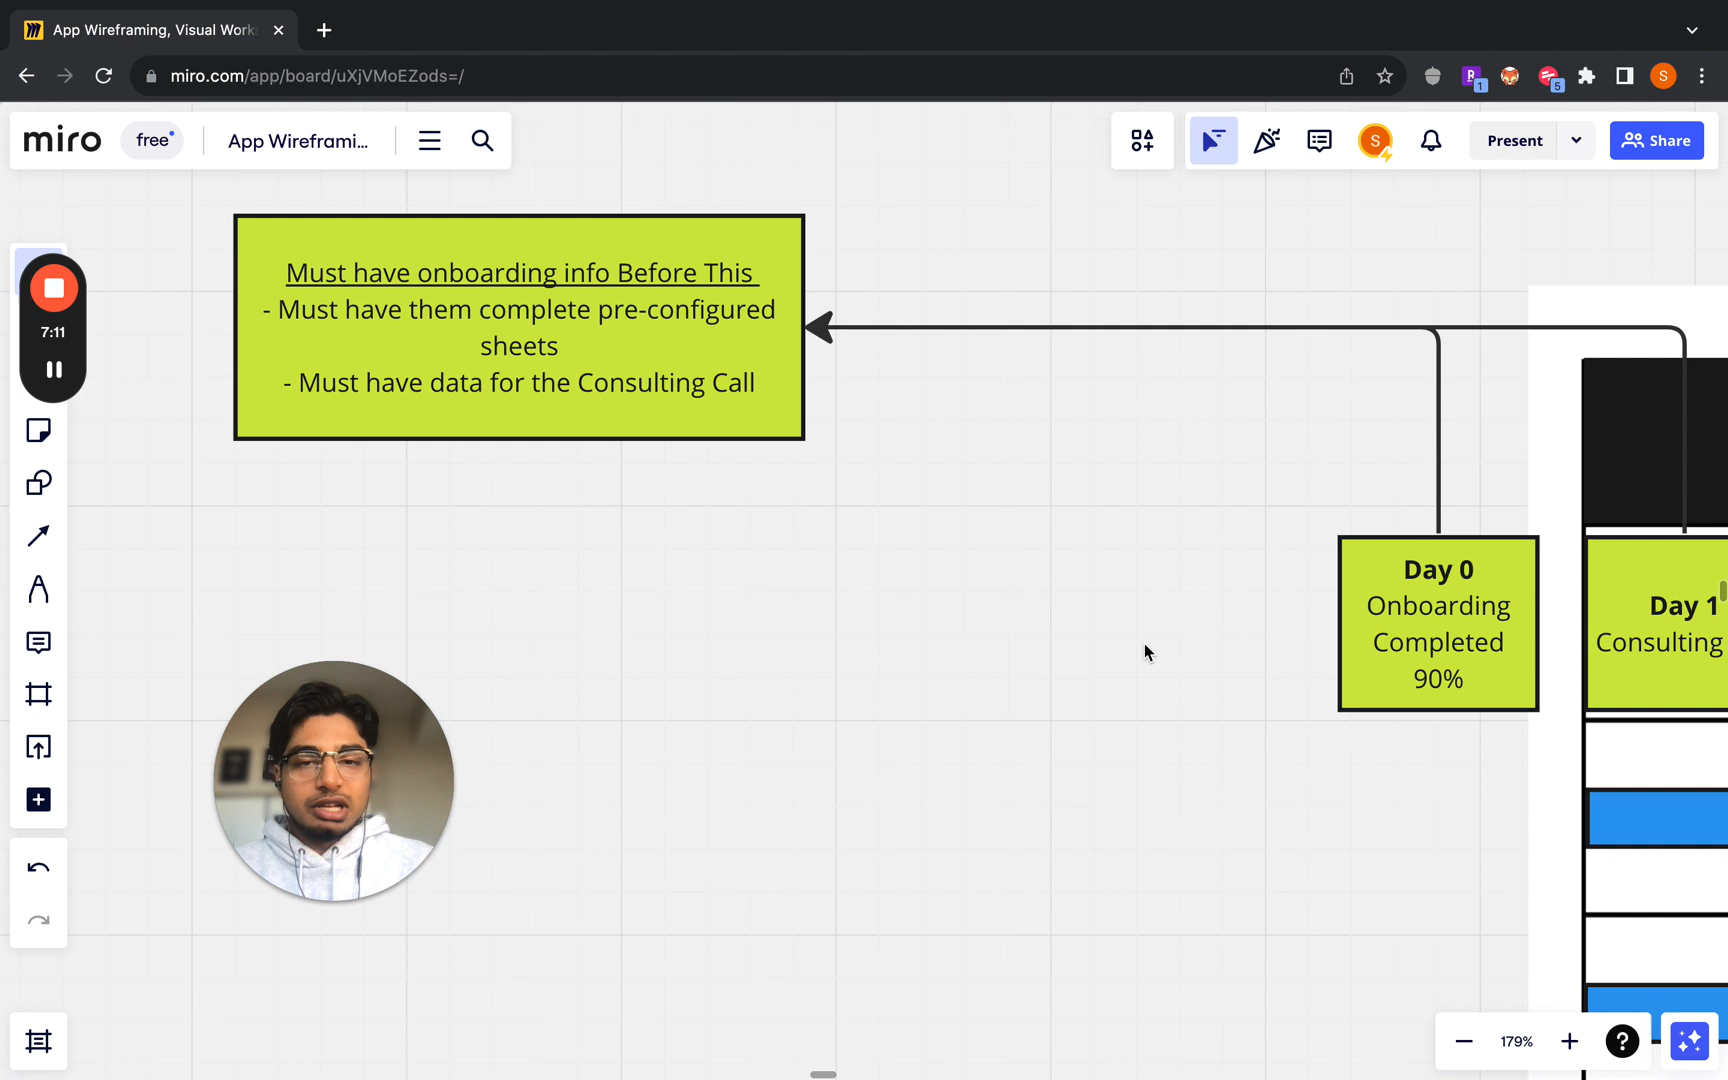 App Wireframing, Visual Work
miro.com/app/board/uXjVMoEZods=/
1
5
S
miro
free
App Wireframi...
S
Present
Share
7:11
Must have onboarding info Before This
- Must have them complete pre-configured
sheets
- Must have data for the Consulting Call
Day 0
Onboarding
Completed
90%
Day 1
Consulting
179%